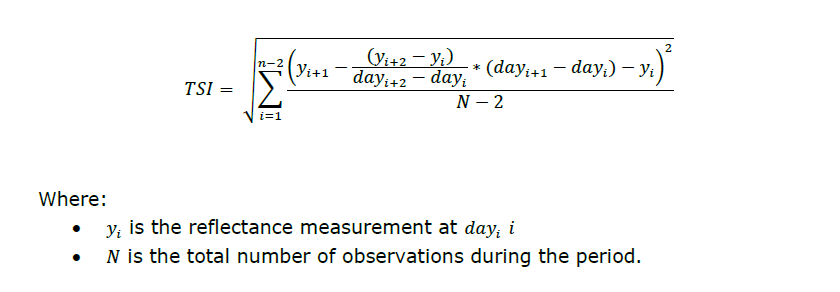 TSI = √ ∑_{i=1}^{n−2} (y_{i+1} − (y_{i+2} − y_i) / (day_{i+2} − day_i) * (day_{i+1} − day_i) − y_i)^2 / (N − 2)
Where:
• y_i is the reflectance measurement at day_i i
• N is the total number of observations during the period.